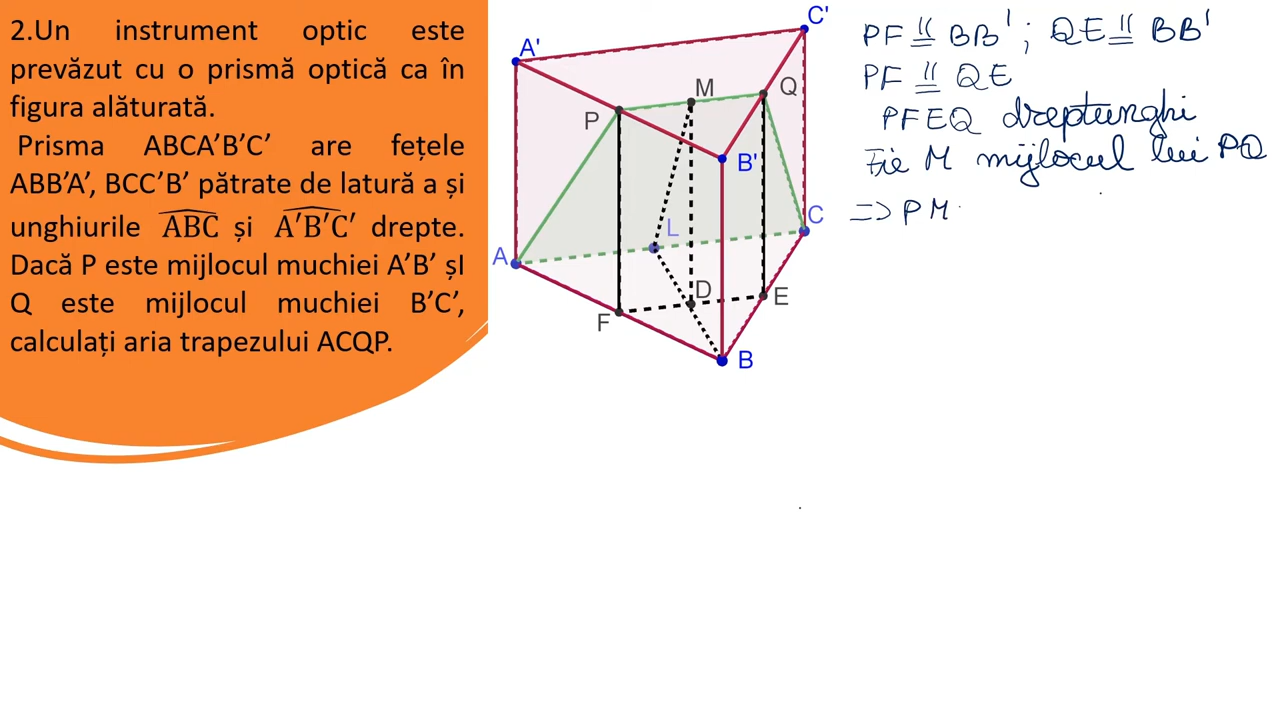 2.Un instrument optic este
prevăzut cu o prismă optică ca în
figura alăturată.
Prisma ABCA’B’C’ are fețele
ABB’A’, BCC’B’ pătrate de latură a și
unghiurile ABC și A′B′C′ drepte.
Dacă P este mijlocul muchiei A’B’ șI
Q este mijlocul muchiei B’C’,
calculați aria trapezului ACQP.
C'
A'
M
Q
P
B'
L
C
A
D
E
F
B
PF ∥= BB' ; QE ∥= BB'
PF ∥= QE
PFEQ dreptunghi
Fie M mijlocul lui PQ
=> PM